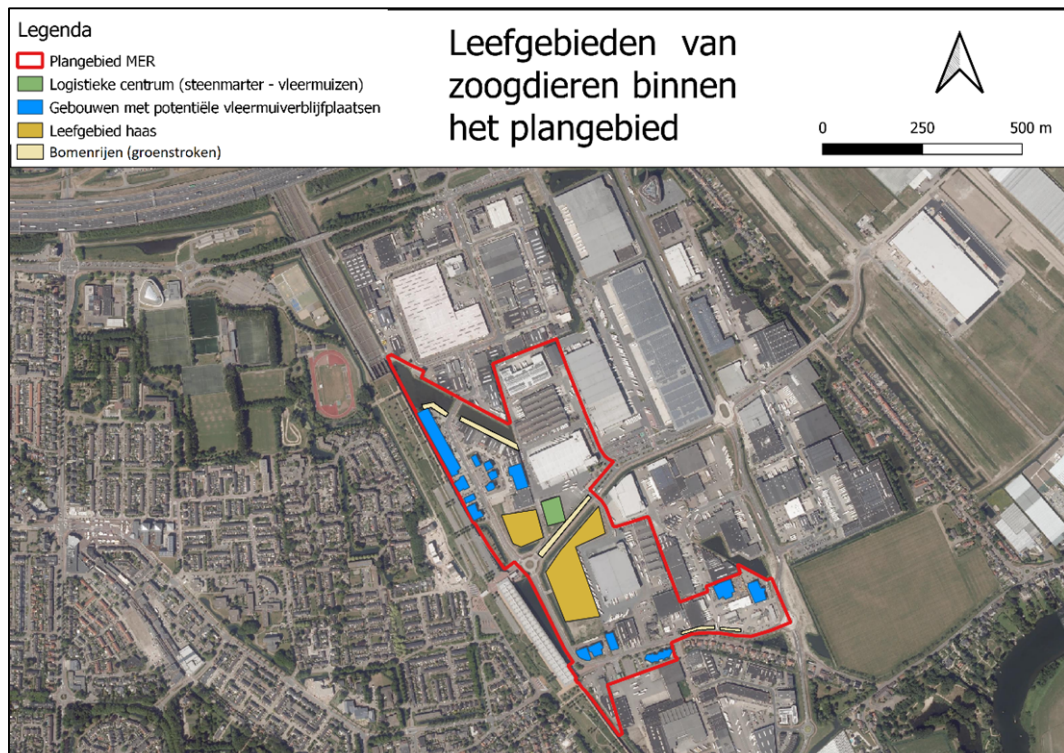 Legenda
Plangebied MER
Logistieke centrum (steenmarter - vleermuizen)
Gebouwen met potentiële vleermuiverblijfplaatsen
Leefgebied haas
Bomenrijen (groenstroken)
Leefgebieden van
zoogdieren binnen
het plangebied
0 250 500 m